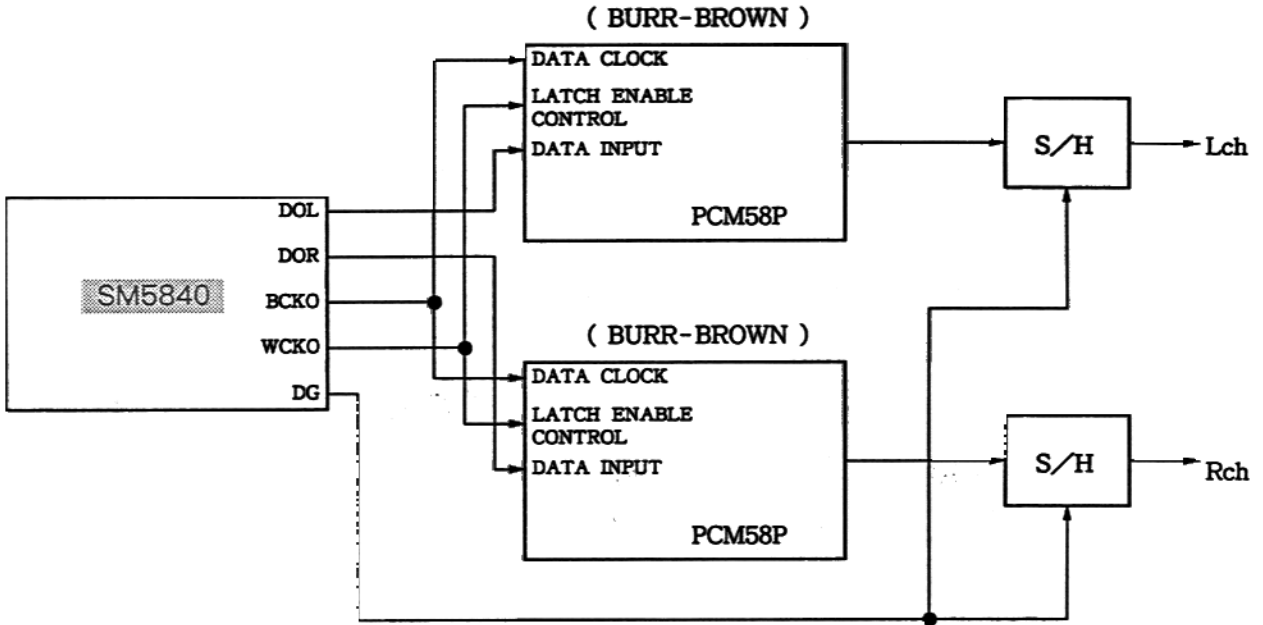 ( BURR-BROWN )
DATA CLOCK
LATCH ENABLE
CONTROL
DATA INPUT
PCM58P
S/H
Lch
SM5840
DOL
DOR
BCKO
WCKO
DG
( BURR-BROWN )
DATA CLOCK
LATCH ENABLE
CONTROL
DATA INPUT
PCM58P
S/H
Rch